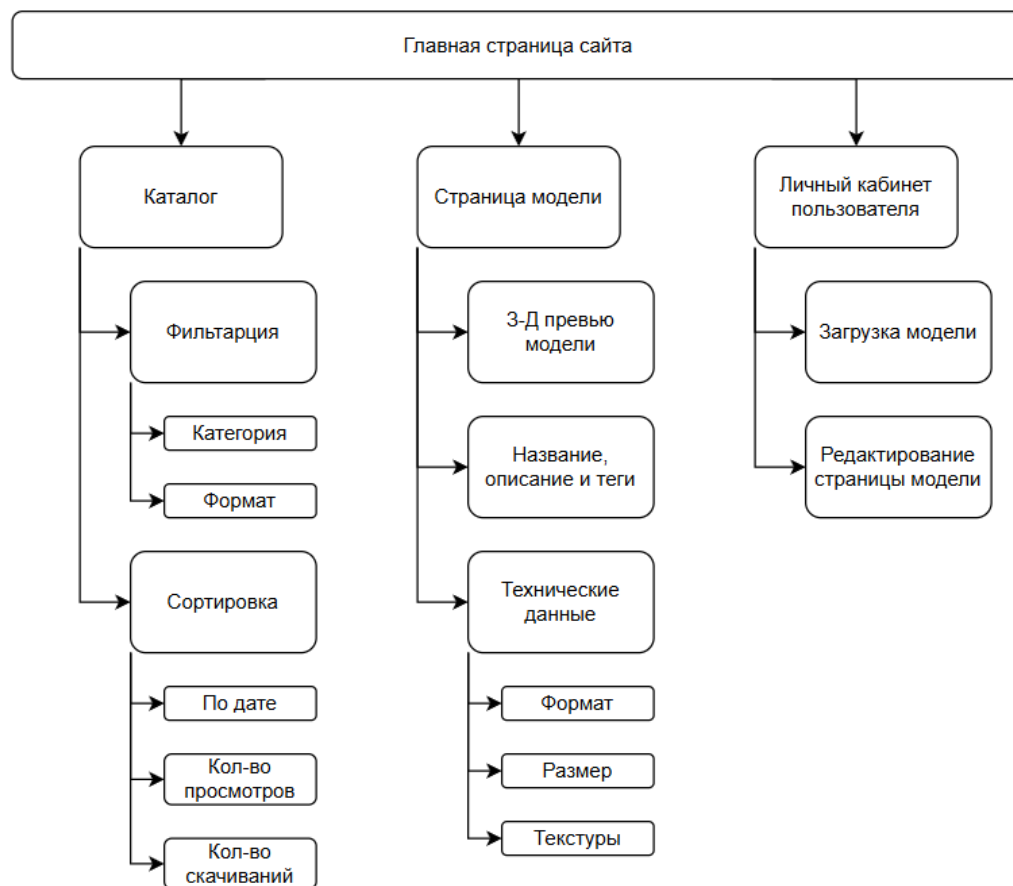 Главная страница сайта
Каталог
Страница модели
Личный кабинет
пользователя
Фильтарция
3-Д превью
модели
Загрузка модели
Категория
Формат
Название,
описание и теги
Редактирование
страницы модели
Сортировка
Технические
данные
По дате
Формат
Кол-во
просмотров
Размер
Кол-во
скачиваний
Текстуры